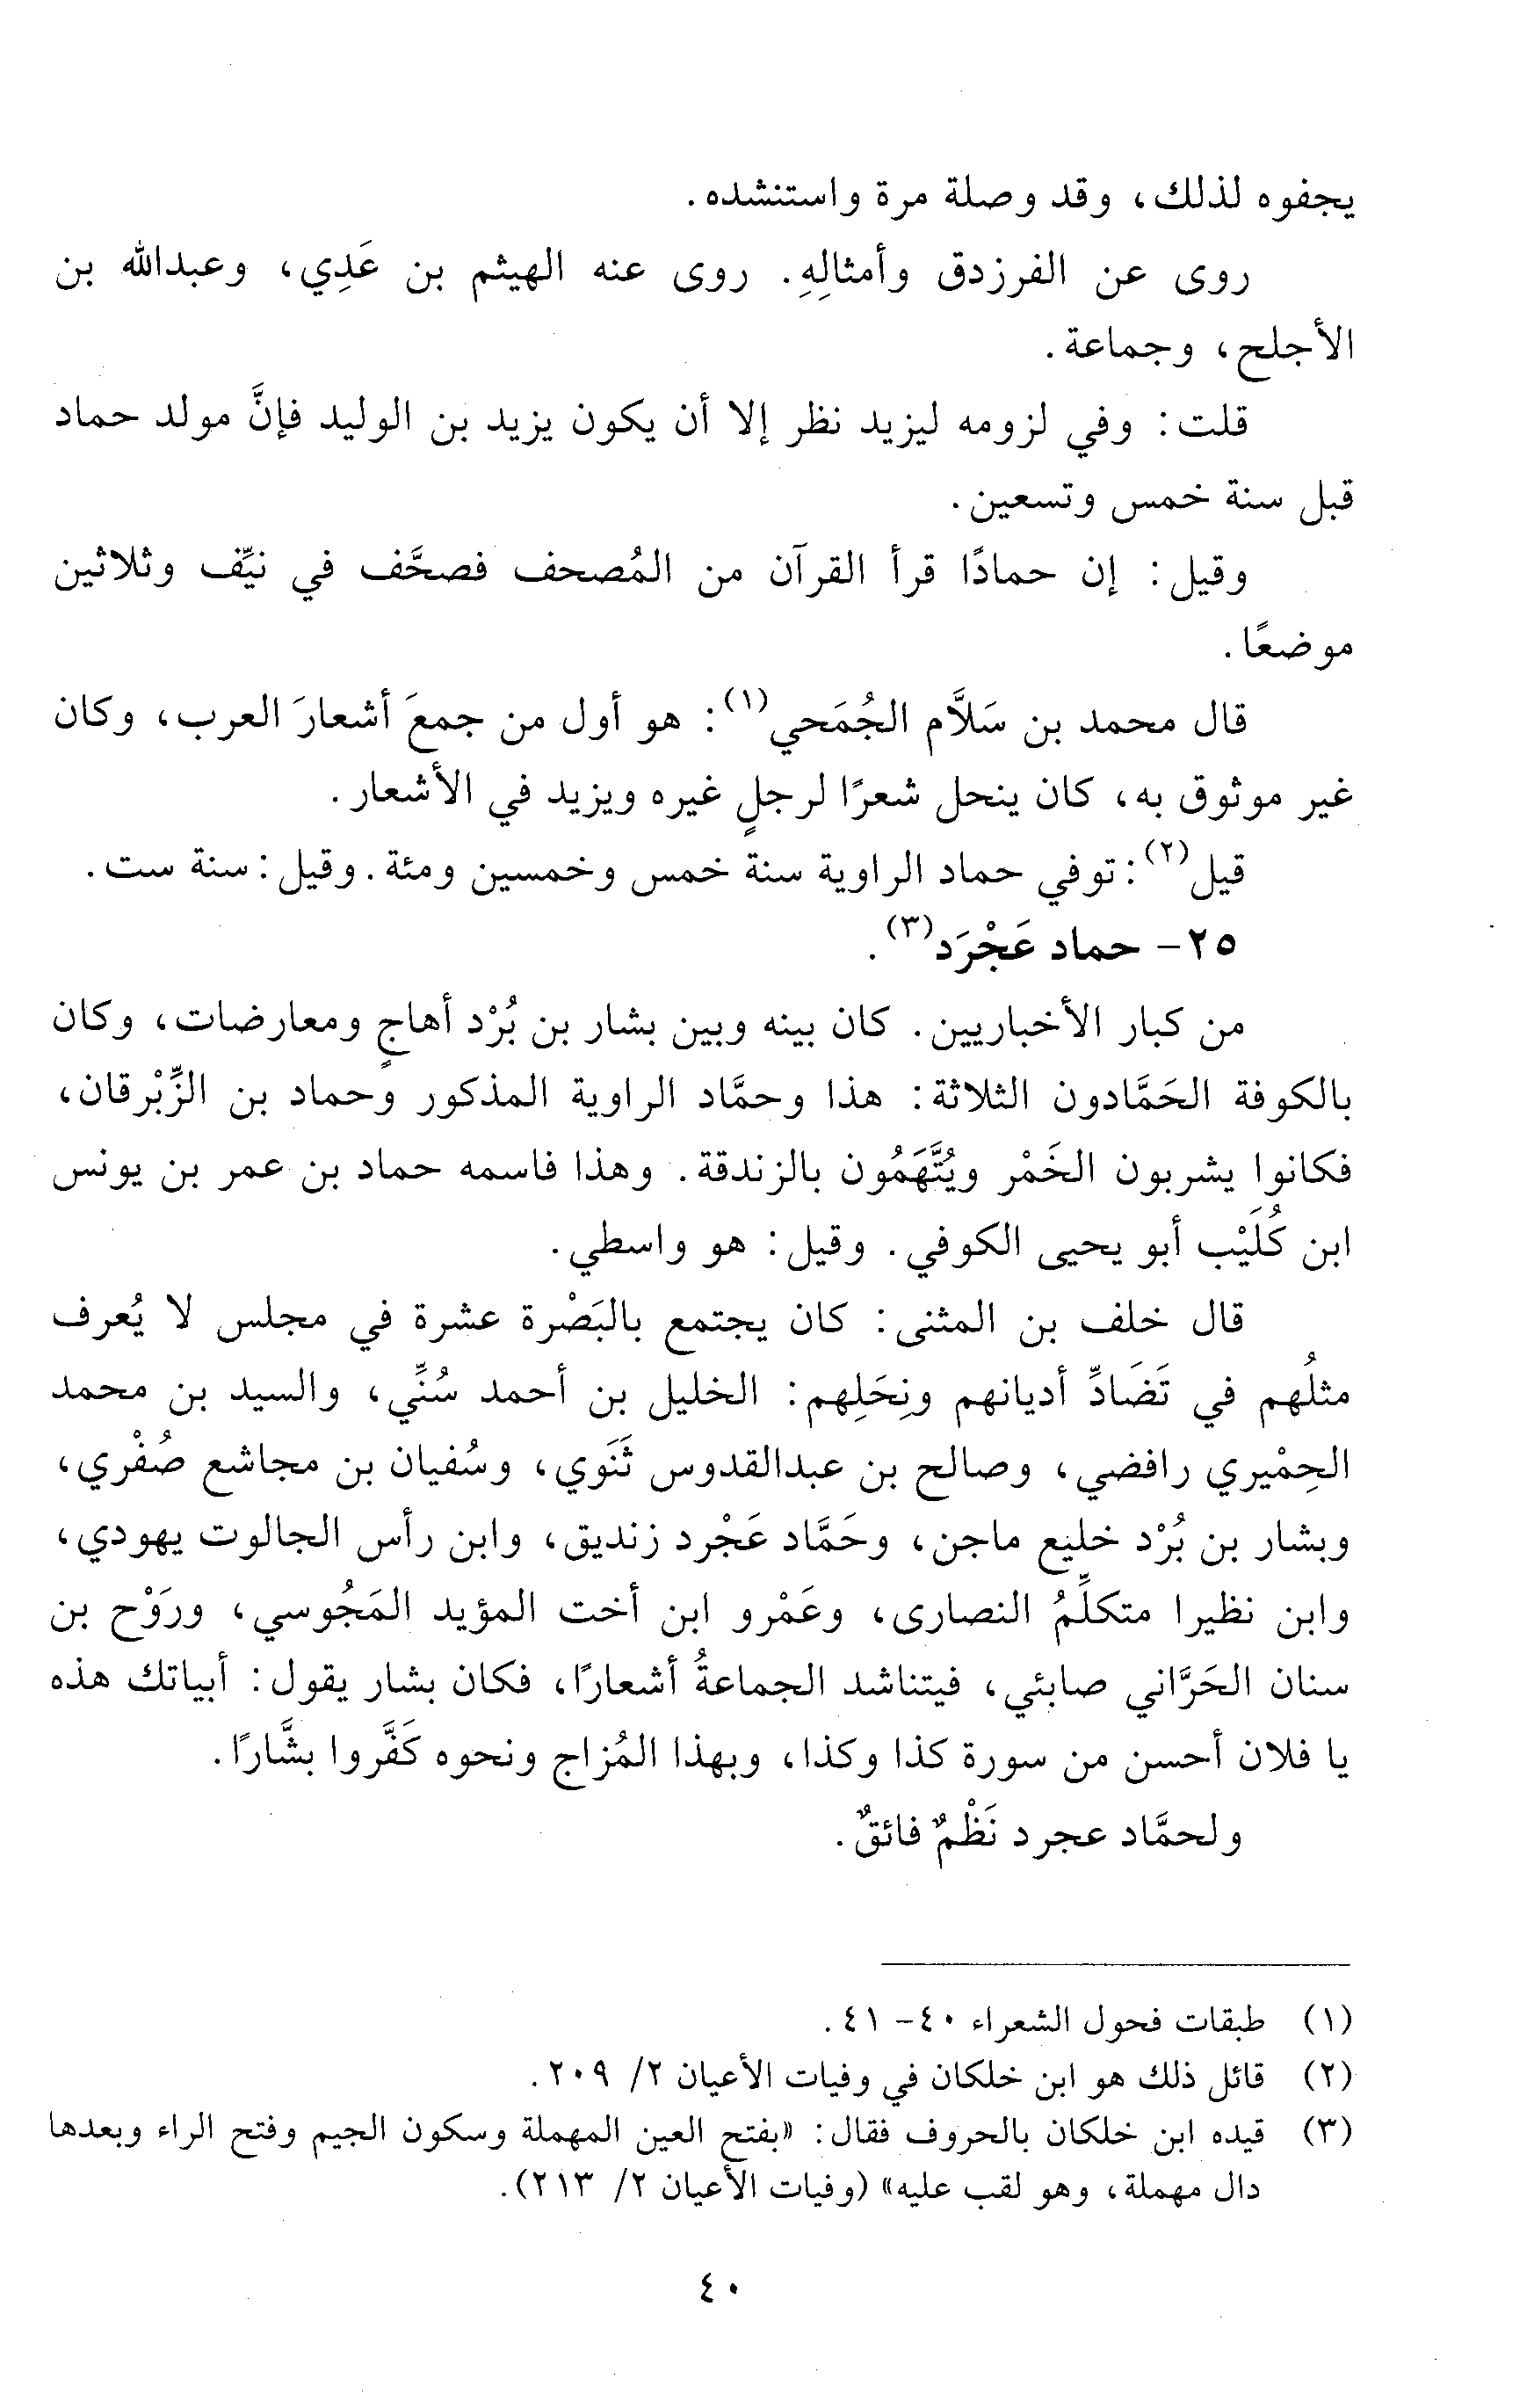 يجفوه لذلك، وقد وصلة مرة واستنشده.
روى عن الفرزدق وأمثالِهِ. روى عنه الهيثم بن عَدِي، وعبدالله بن
الأجلح، وجماعة.
قلت: وفي لزومه ليزيد نظر إلا أن يكون يزيد بن الوليد فإنَّ مولد حماد
قبل سنة خمس وتسعين.
وقيل: إن حمادًا قرأ القرآن من المُصحف فصحَّف في نيِّف وثلاثين
موضعًا.
قال محمد بن سَلاَّم الجُمَحي(١): هو أول من جمعَ أشعارَ العرب، وكان
غير موثوق به، كان ينحل شعرًا لرجلٍ غيره ويزيد في الأشعار.
قيل(٢): توفي حماد الراوية سنة خمس وخمسين ومئة. وقيل: سنة ست.
٢٥- حماد عَجْرَد(٣).
من كبار الأخباريين. كان بينه وبين بشار بن بُرْد أهاجٍ ومعارضات، وكان
بالكوفة الحَمَّادون الثلاثة: هذا وحمَّاد الراوية المذكور وحماد بن الزِّبْرقان،
فكانوا يشربون الخَمْر ويُتَّهَمُون بالزندقة. وهذا فاسمه حماد بن عمر بن يونس
ابن كُلَيْب أبو يحيى الكوفي. وقيل: هو واسطي.
قال خلف بن المثنى: كان يجتمع بالبَصْرة عشرة في مجلس لا يُعرف
مثلُهم في تَضَادِّ أديانهم ونِحَلِهم: الخليل بن أحمد سُنِّي، والسيد بن محمد
الحِمْيري رافضي، وصالح بن عبدالقدوس ثَنَوي، وسُفيان بن مجاشع صُفْري،
وبشار بن بُرْد خليع ماجن، وحَمَّاد عَجْرد زنديق، وابن رأس الجالوت يهودي،
وابن نظيرا متكلِّمُ النصارى، وعَمْرو ابن أخت المؤيد المَجُوسي، ورَوْح بن
سنان الحَرَّاني صابئي، فيتناشد الجماعةُ أشعارًا، فكان بشار يقول: أبياتك هذه
يا فلان أحسن من سورة كذا وكذا، وبهذا المُزاج ونحوه كَفَّروا بشَّارًا.
ولحمَّاد عجرد نَظْمٌ فائقٌ.
(١) طبقات فحول الشعراء ٤٠- ٤١.
(٢) قائل ذلك هو ابن خلكان في وفيات الأعيان ٢/ ٢٠٩.
(٣) قيده ابن خلكان بالحروف فقال: «بفتح العين المهملة وسكون الجيم وفتح الراء وبعدها
دال مهملة، وهو لقب عليه» (وفيات الأعيان ٢/ ٢١٣).
٤٠